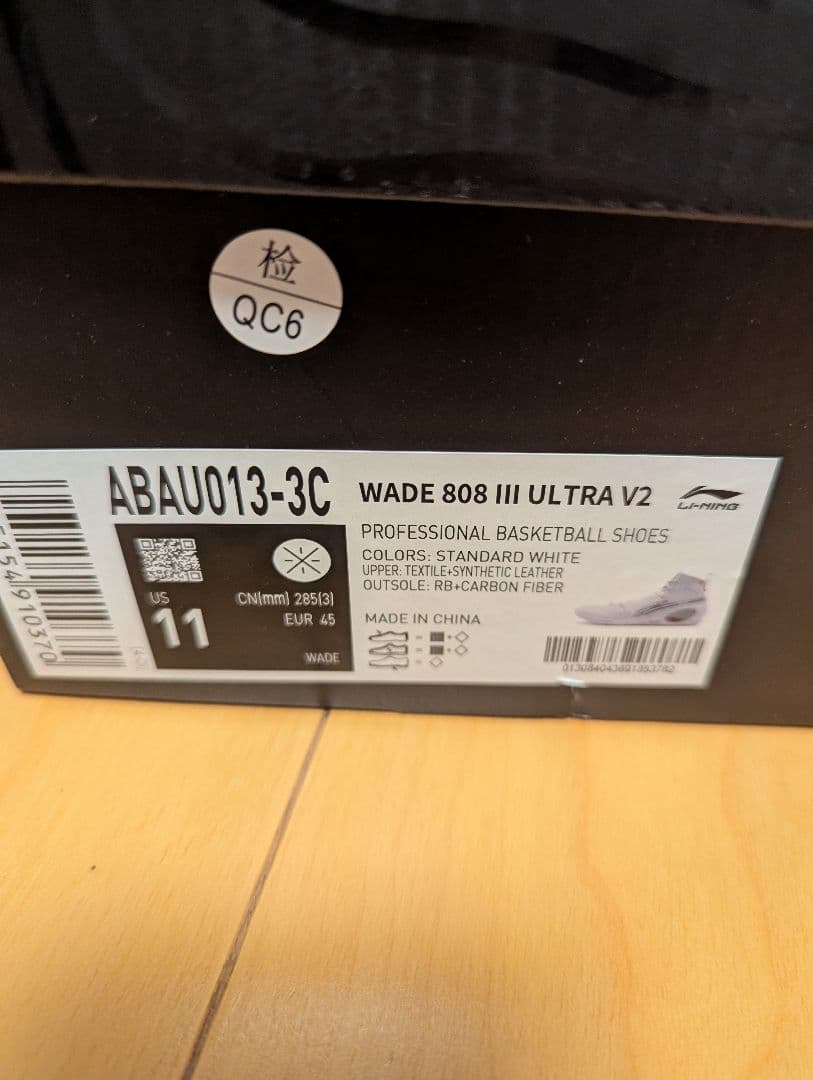 检
QC6
ABAU013-3C
WADE 808 III ULTRA V2
LI-NING
PROFESSIONAL BASKETBALL SHOES
COLORS: STANDARD WHITE
UPPER: TEXTILE+SYNTHETIC LEATHER
OUTSOLE: RB+CARBON FIBER
MADE IN CHINA
US
11
CN(mm) 285(3)
EUR 45
WADE